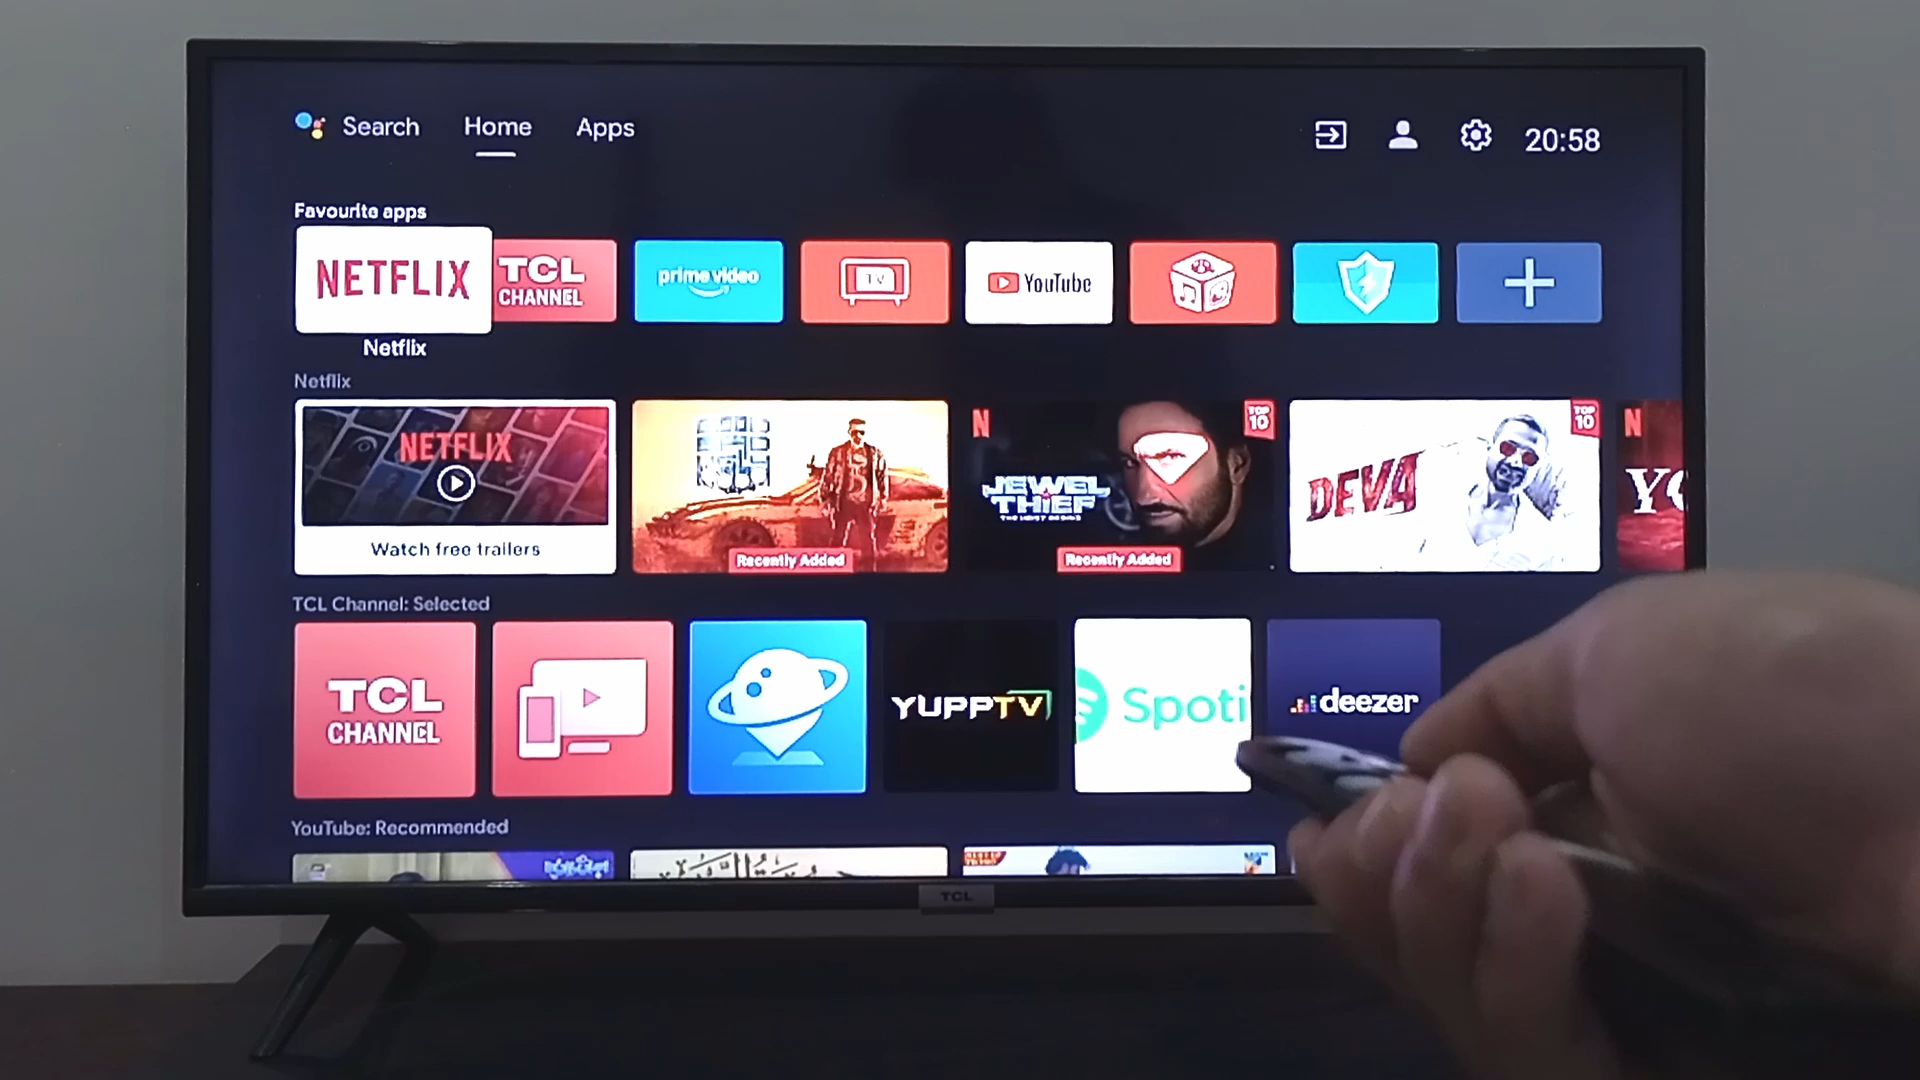 Search Home Apps 20:58
Favourite apps
NETFLIX TCL CHANNEL prime video TV YouTube
Netflix
Netflix
NETFLIX
Watch free trailers
Recently Added
N
JEWEL
THIEF
TOP
10
Recently Added
DEVA
TOP
10
N
YO
TCL Channel: Selected
TCL
CHANNEL
YUPPTV
Spoti
deezer
YouTube: Recommended
TCL